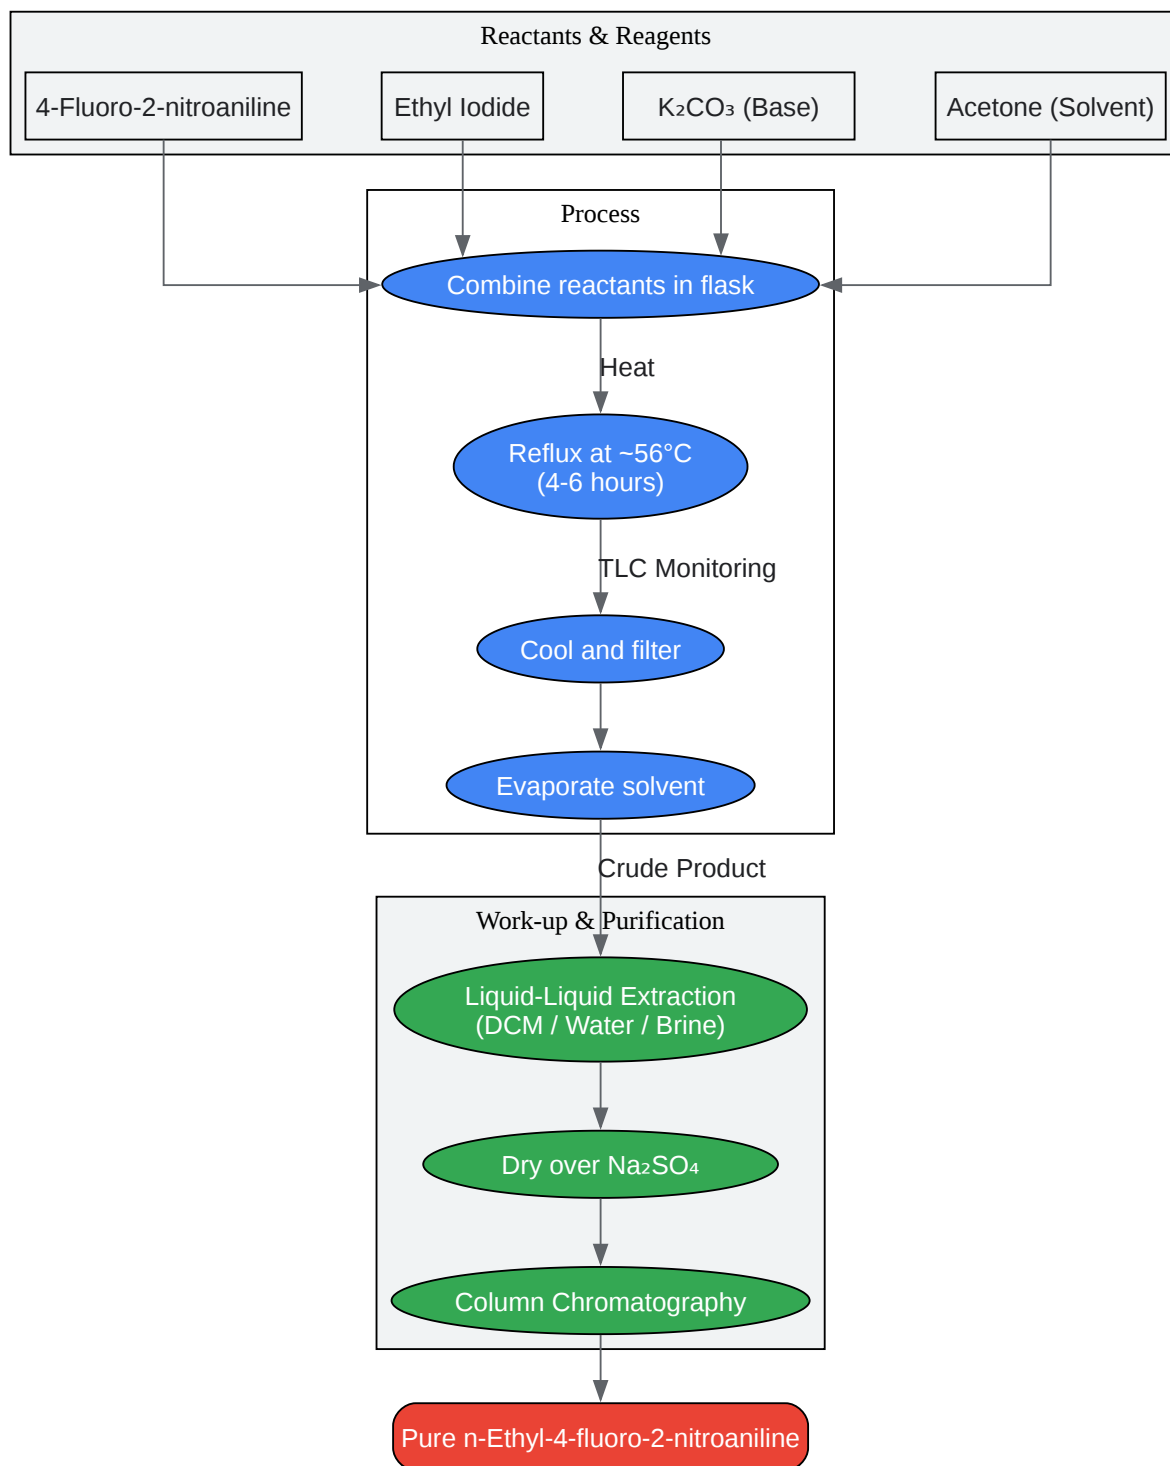 Reactants & Reagents
4-Fluoro-2-nitroaniline
Ethyl Iodide
K₂CO₃ (Base)
Acetone (Solvent)
Process
Combine reactants in flask
Heat
Reflux at ~56°C
(4-6 hours)
TLC Monitoring
Cool and filter
Evaporate solvent
Crude Product
Work-up & Purification
Liquid-Liquid Extraction
(DCM / Water / Brine)
Dry over Na₂SO₄
Column Chromatography
Pure n-Ethyl-4-fluoro-2-nitroaniline